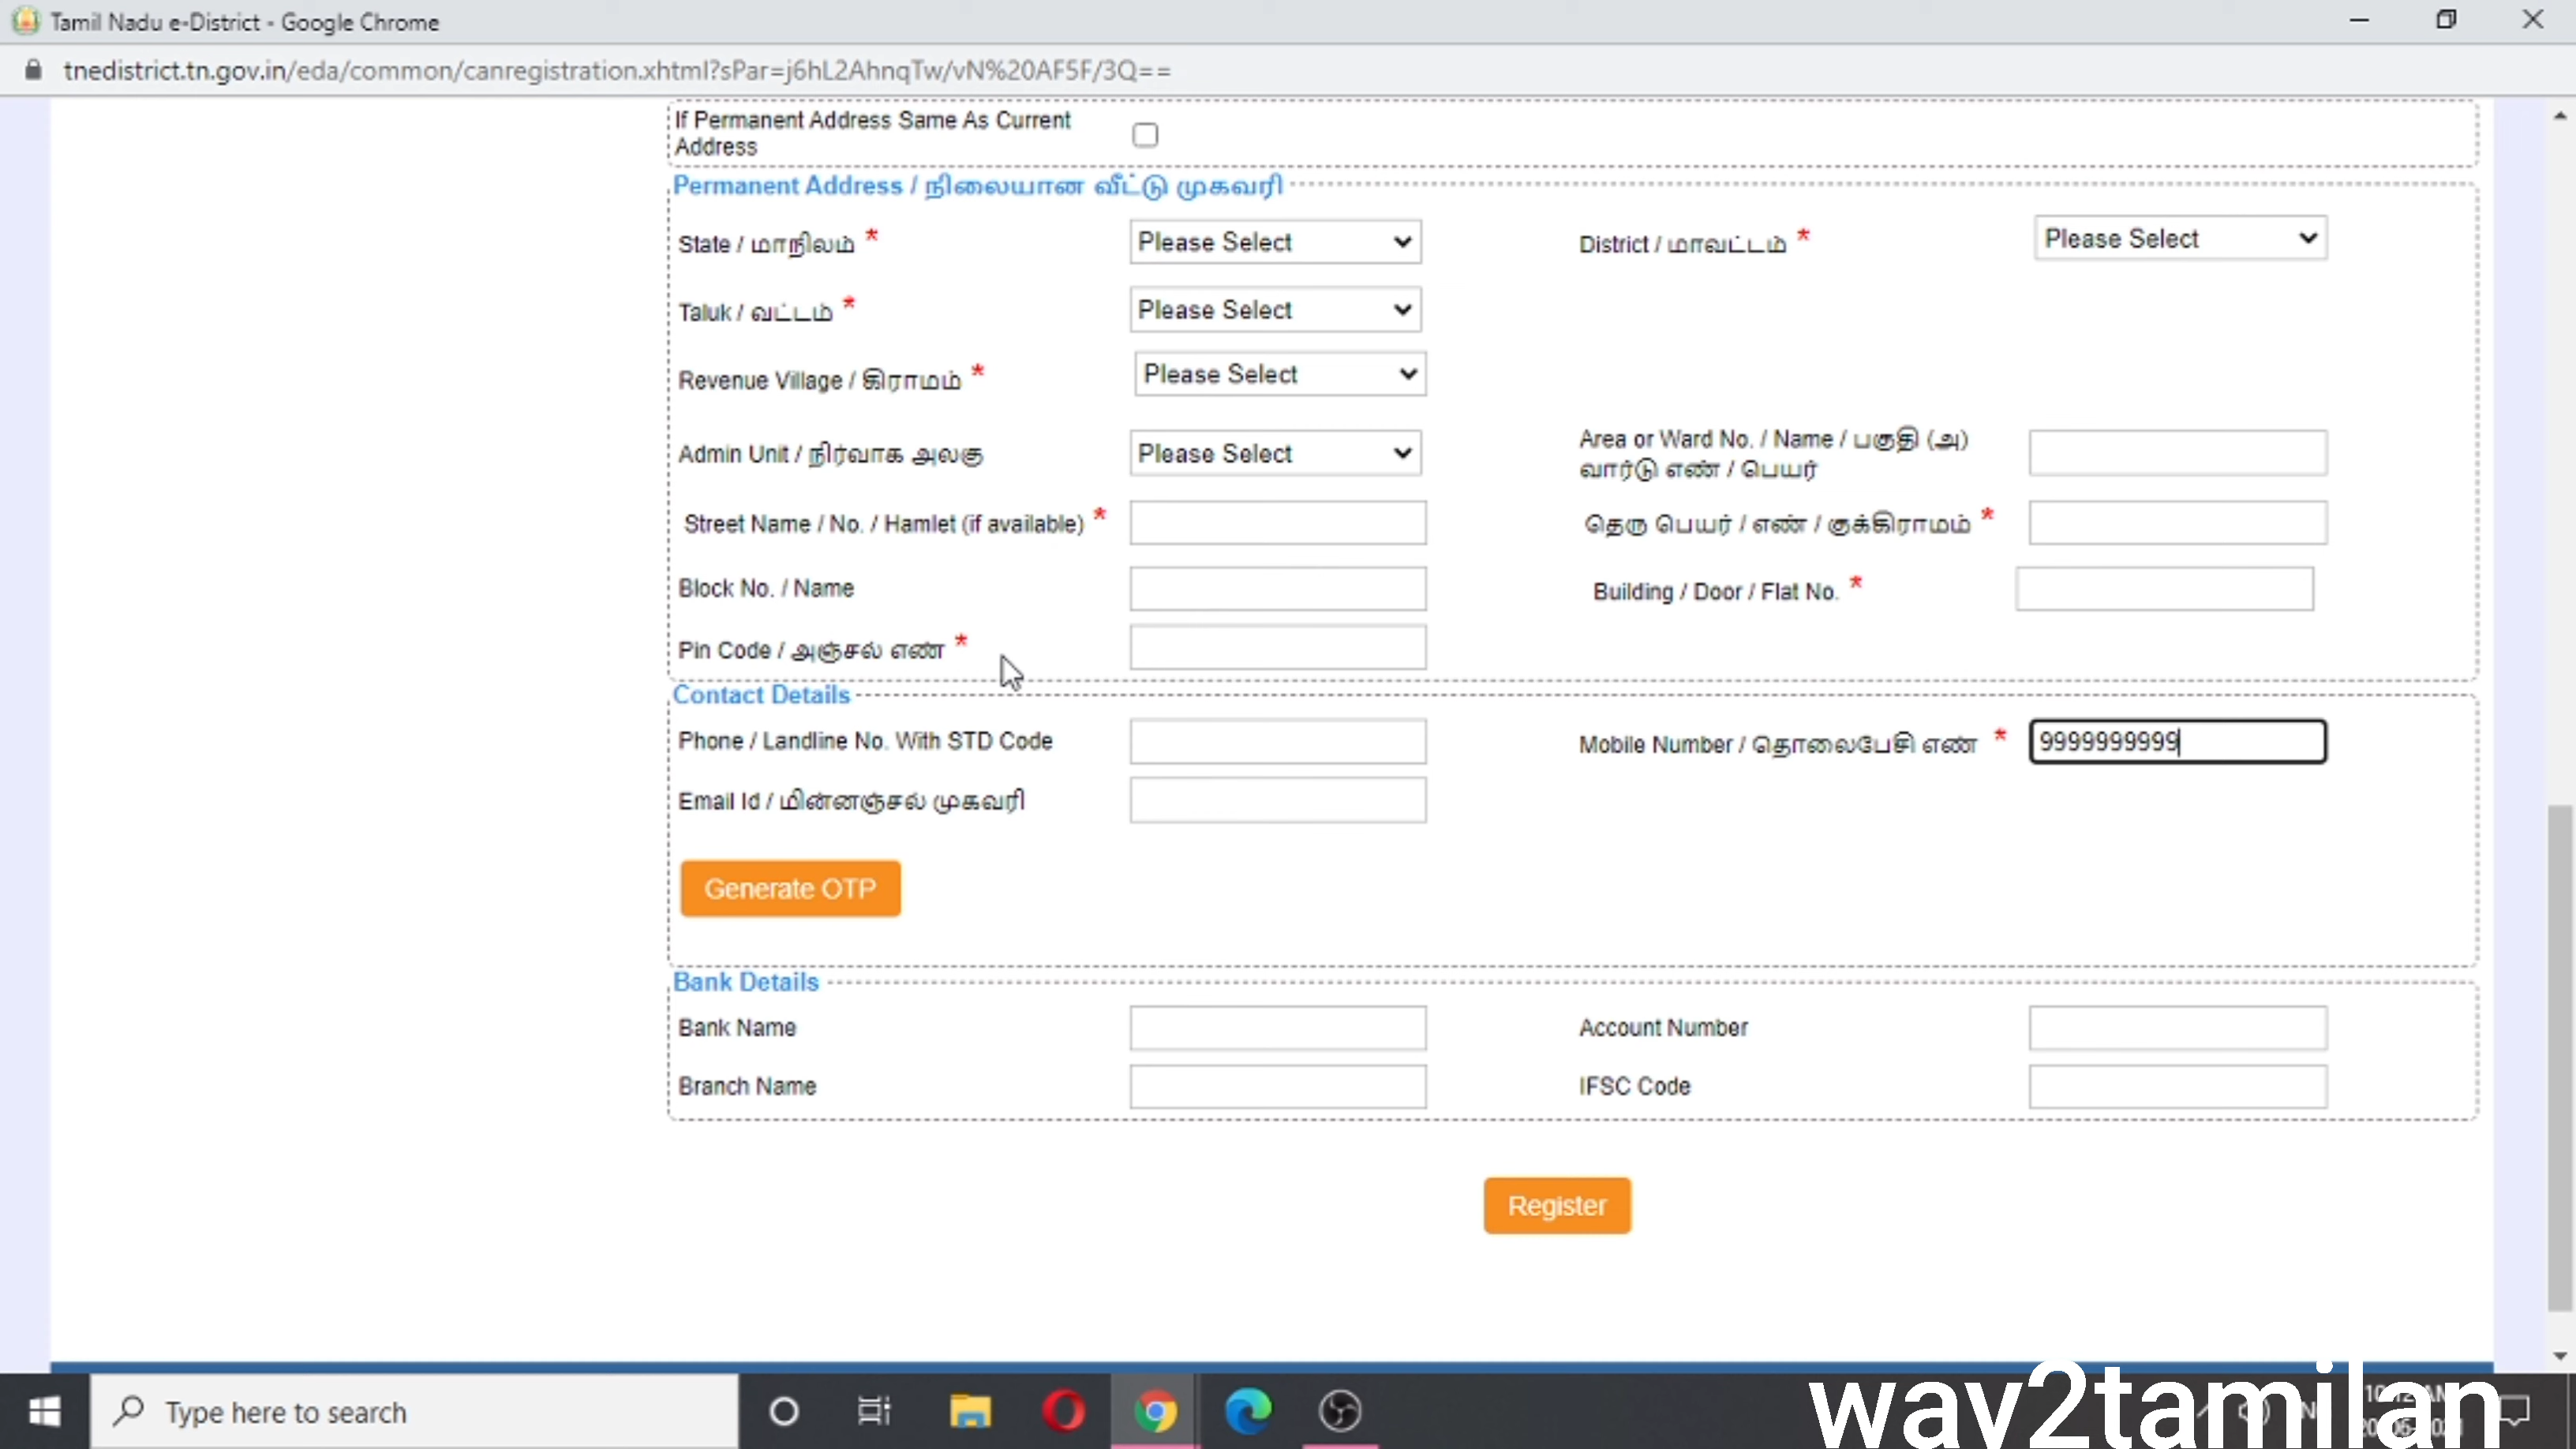 Tamil Nadu e-District - Google Chrome
tnedistrict.tn.gov.in/eda/common/canregistration.xhtml?sPar=j6hL2AhnqTw/vN%20AF5F/3Q==
If Permanent Address Same As Current
Address
Permanent Address / நிலையான வீட்டு முகவரி
State / மாநிலம் * Please Select District / மாவட்டம் * Please Select
Taluk / வட்டம் * Please Select
Revenue Village / கிராமம் * Please Select
Admin Unit / நிர்வாக அலகு Please Select Area or Ward No. / Name / பகுதி (அ)
வார்டு எண் / பெயர்
Street Name / No. / Hamlet (if available) * தெரு பெயர் / எண் / குக்கிராமம் *
Block No. / Name Building / Door / Flat No. *
Pin Code / அஞ்சல் எண் *
Contact Details
Phone / Landline No. With STD Code Mobile Number / தொலைபேசி எண் * 9999999999
Email Id / மின்னஞ்சல் முகவரி
Generate OTP
Bank Details
Bank Name Account Number
Branch Name IFSC Code
Register
Type here to search
way2tamilan